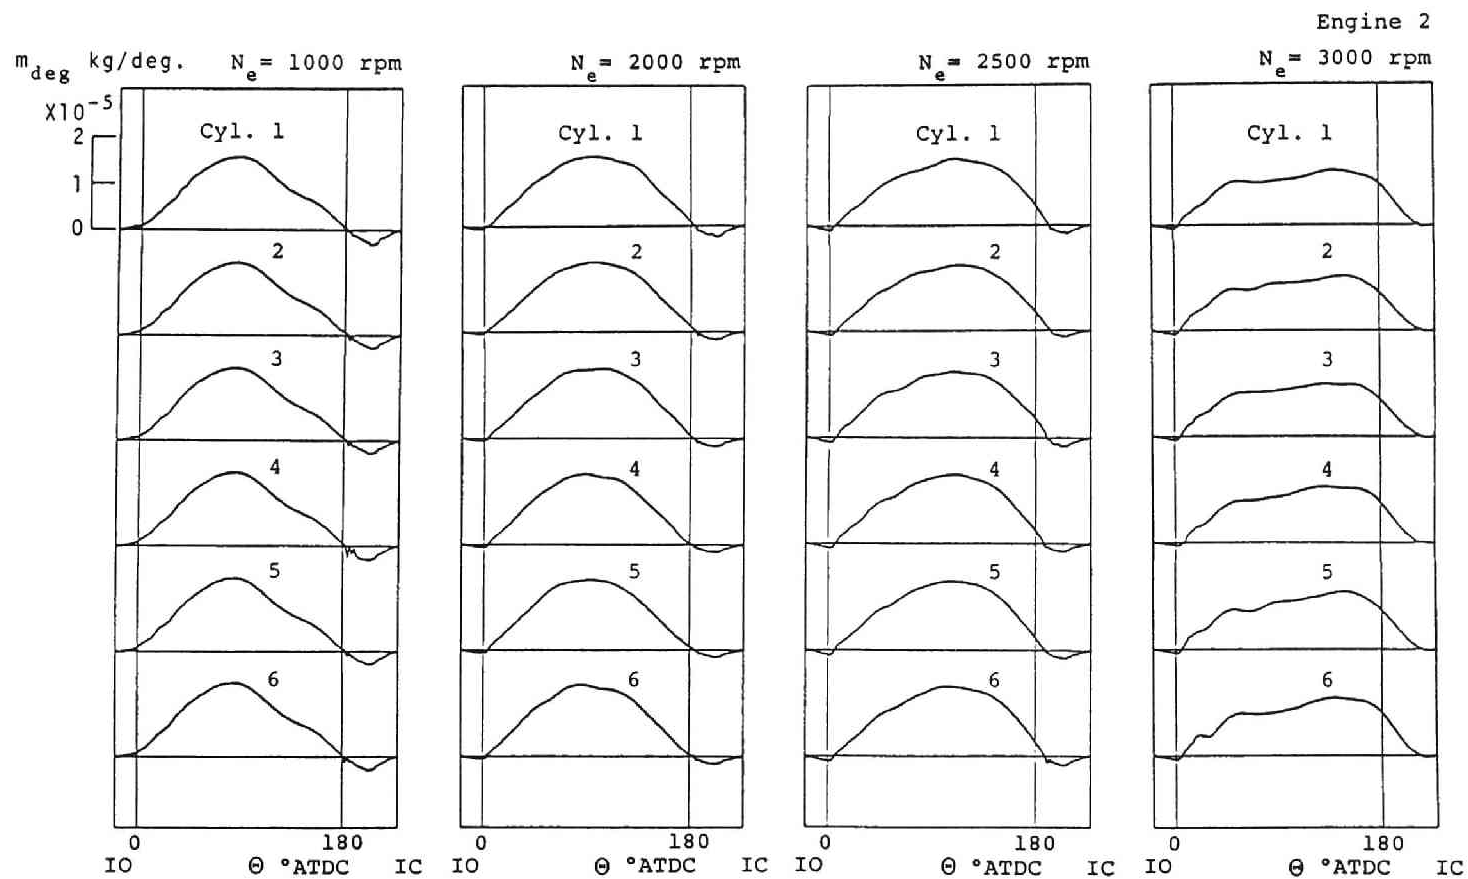 Engine 2
m_deg kg/deg. N_e= 1000 rpm N_e= 2000 rpm N_e= 2500 rpm N_e= 3000 rpm
X10^-5
2
1
0
Cyl. 1 Cyl. 1 Cyl. 1 Cyl. 1
2 2 2 2
3 3 3 3
4 4 4 4
5 5 5 5
6 6 6 6
0 180 0 180 0 180 0 180
IO Θ °ATDC IC IO Θ °ATDC IC IO Θ °ATDC IC IO Θ °ATDC IC